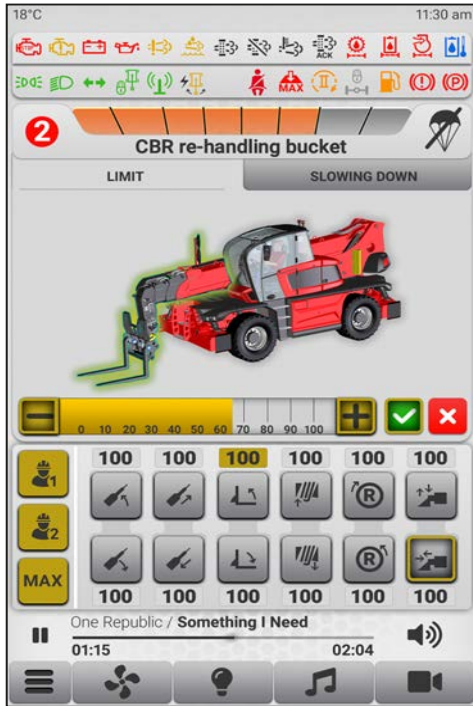 18°C 11:30 am
STOP
ACK
MAX
2
CBR re-handling bucket
LIMIT SLOWING DOWN
0 10 20 30 40 50 60 70 80 90 100
100 100 100 100 100 100
1
R
2
R
MAX
100 100 100 100 100 100
One Republic / Something I Need
01:15 02:04